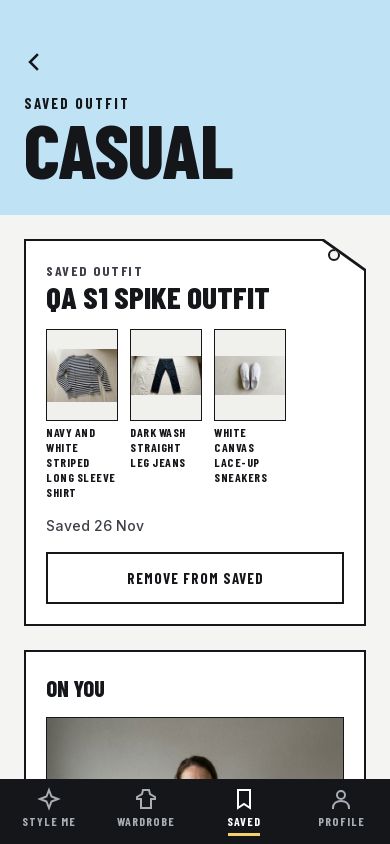 SAVED OUTFIT
CASUAL
SAVED OUTFIT
QA S1 SPIKE OUTFIT
NAVY AND
WHITE
STRIPED
LONG SLEEVE
SHIRT
DARK WASH
STRAIGHT
LEG JEANS
WHITE
CANVAS
LACE-UP
SNEAKERS
Saved 26 Nov
REMOVE FROM SAVED
ON YOU
STYLE ME
WARDROBE
SAVED
PROFILE